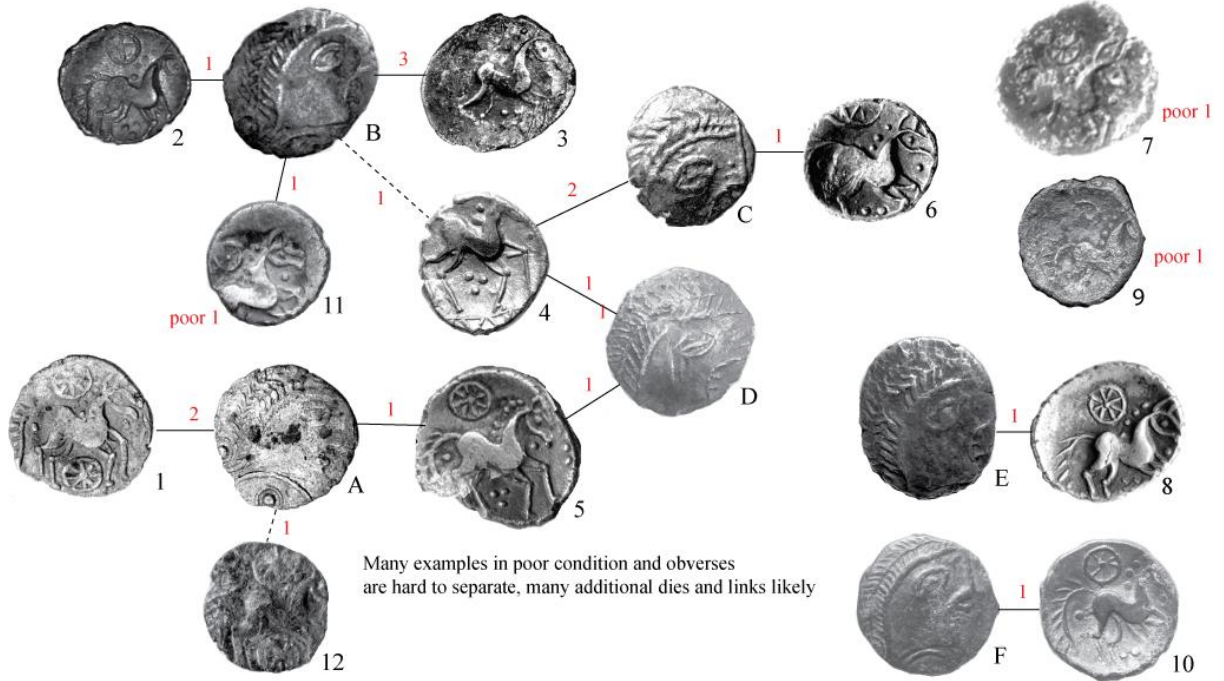 1
3
2
B
3
7
poor 1
1
1
1
2
C
6
poor 1
9
11
poor 1
4
1
1
D
2
1
1
1
A
5
1
E
8
1
12
Many examples in poor condition and obverses
are hard to separate, many additional dies and links likely
1
F
10